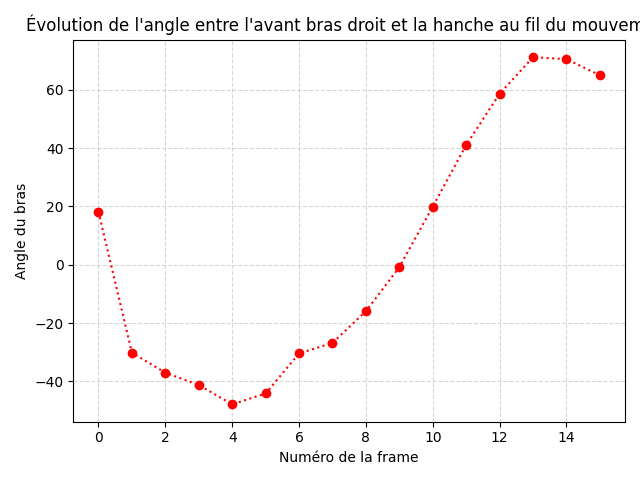 Évolution de l'angle entre l'avant bras droit et la hanche au fil du mouvem
60
40
20
0
−20
−40
Angle du bras
0 2 4 6 8 10 12 14
Numéro de la frame